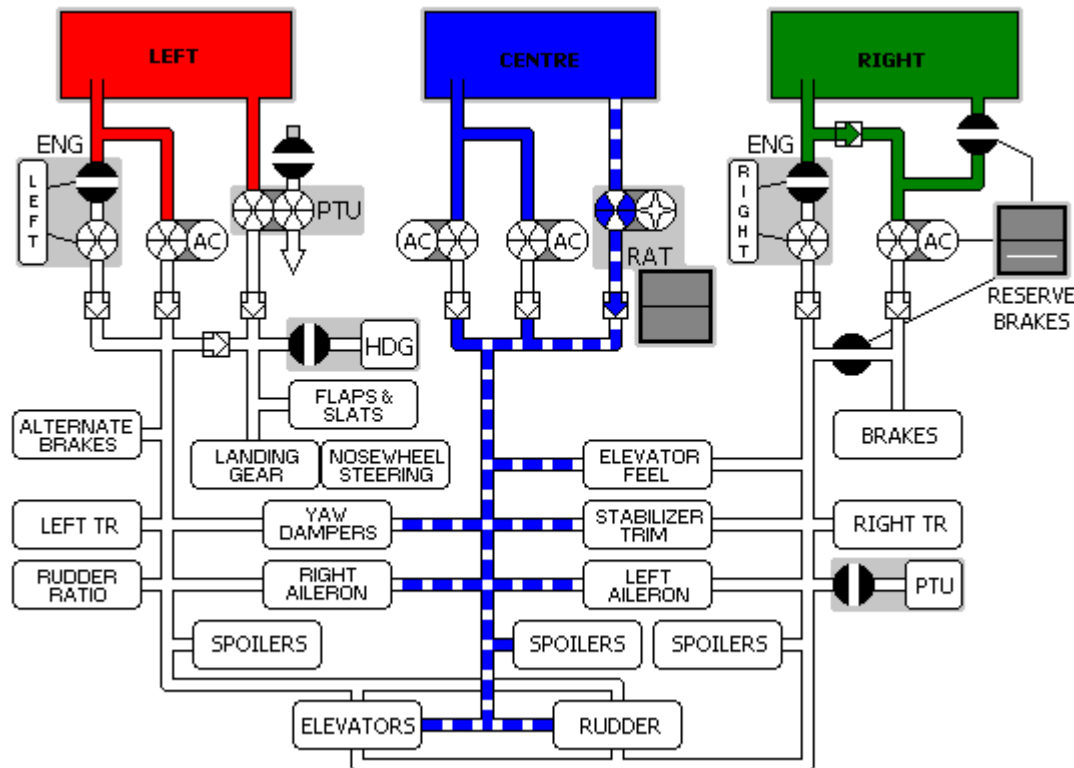 LEFT
CENTRE
RIGHT
ENG
LEFT
AC
PTU
AC
AC
RAT
ENG
RIGHT
AC
RESERVE
BRAKES
HDG
FLAPS &
SLATS
ALTERNATE
BRAKES
LANDING
GEAR
NOSEWHEEL
STEERING
ELEVATOR
FEEL
BRAKES
LEFT TR
YAW
DAMPERS
STABILIZER
TRIM
RIGHT TR
RUDDER
RATIO
RIGHT
AILERON
LEFT
AILERON
PTU
SPOILERS
SPOILERS
SPOILERS
ELEVATORS
RUDDER